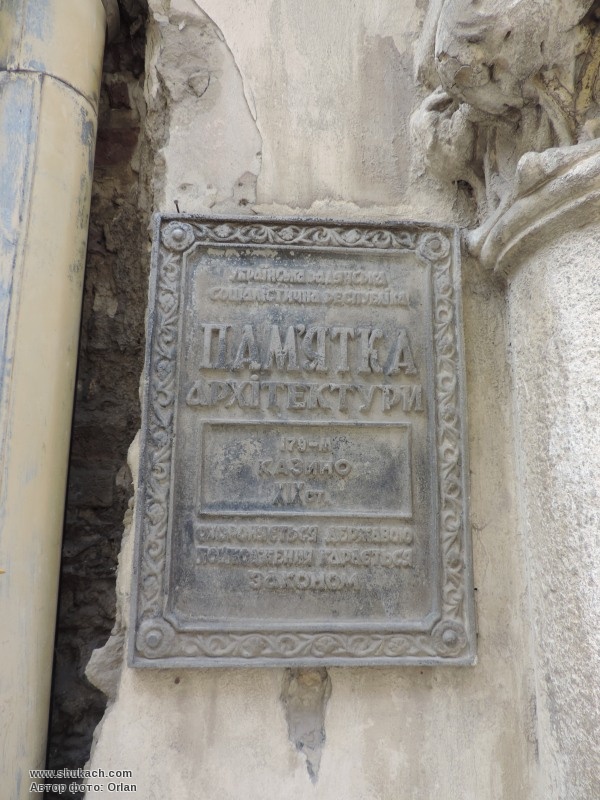 УКРАЇНСЬКА РАДЯНСЬКА
СОЦІАЛІСТИЧНА РЕСПУБЛІКА
ПАМ'ЯТКА
АРХІТЕКТУРИ
179-М
КАЗИНО
XIX ст.
ОХОРОНЯЄТЬСЯ ДЕРЖАВОЮ
ПОШКОДЖЕННЯ КАРАЄТЬСЯ
ЗАКОНОМ
www.shukach.com
Автор фото: Orlan